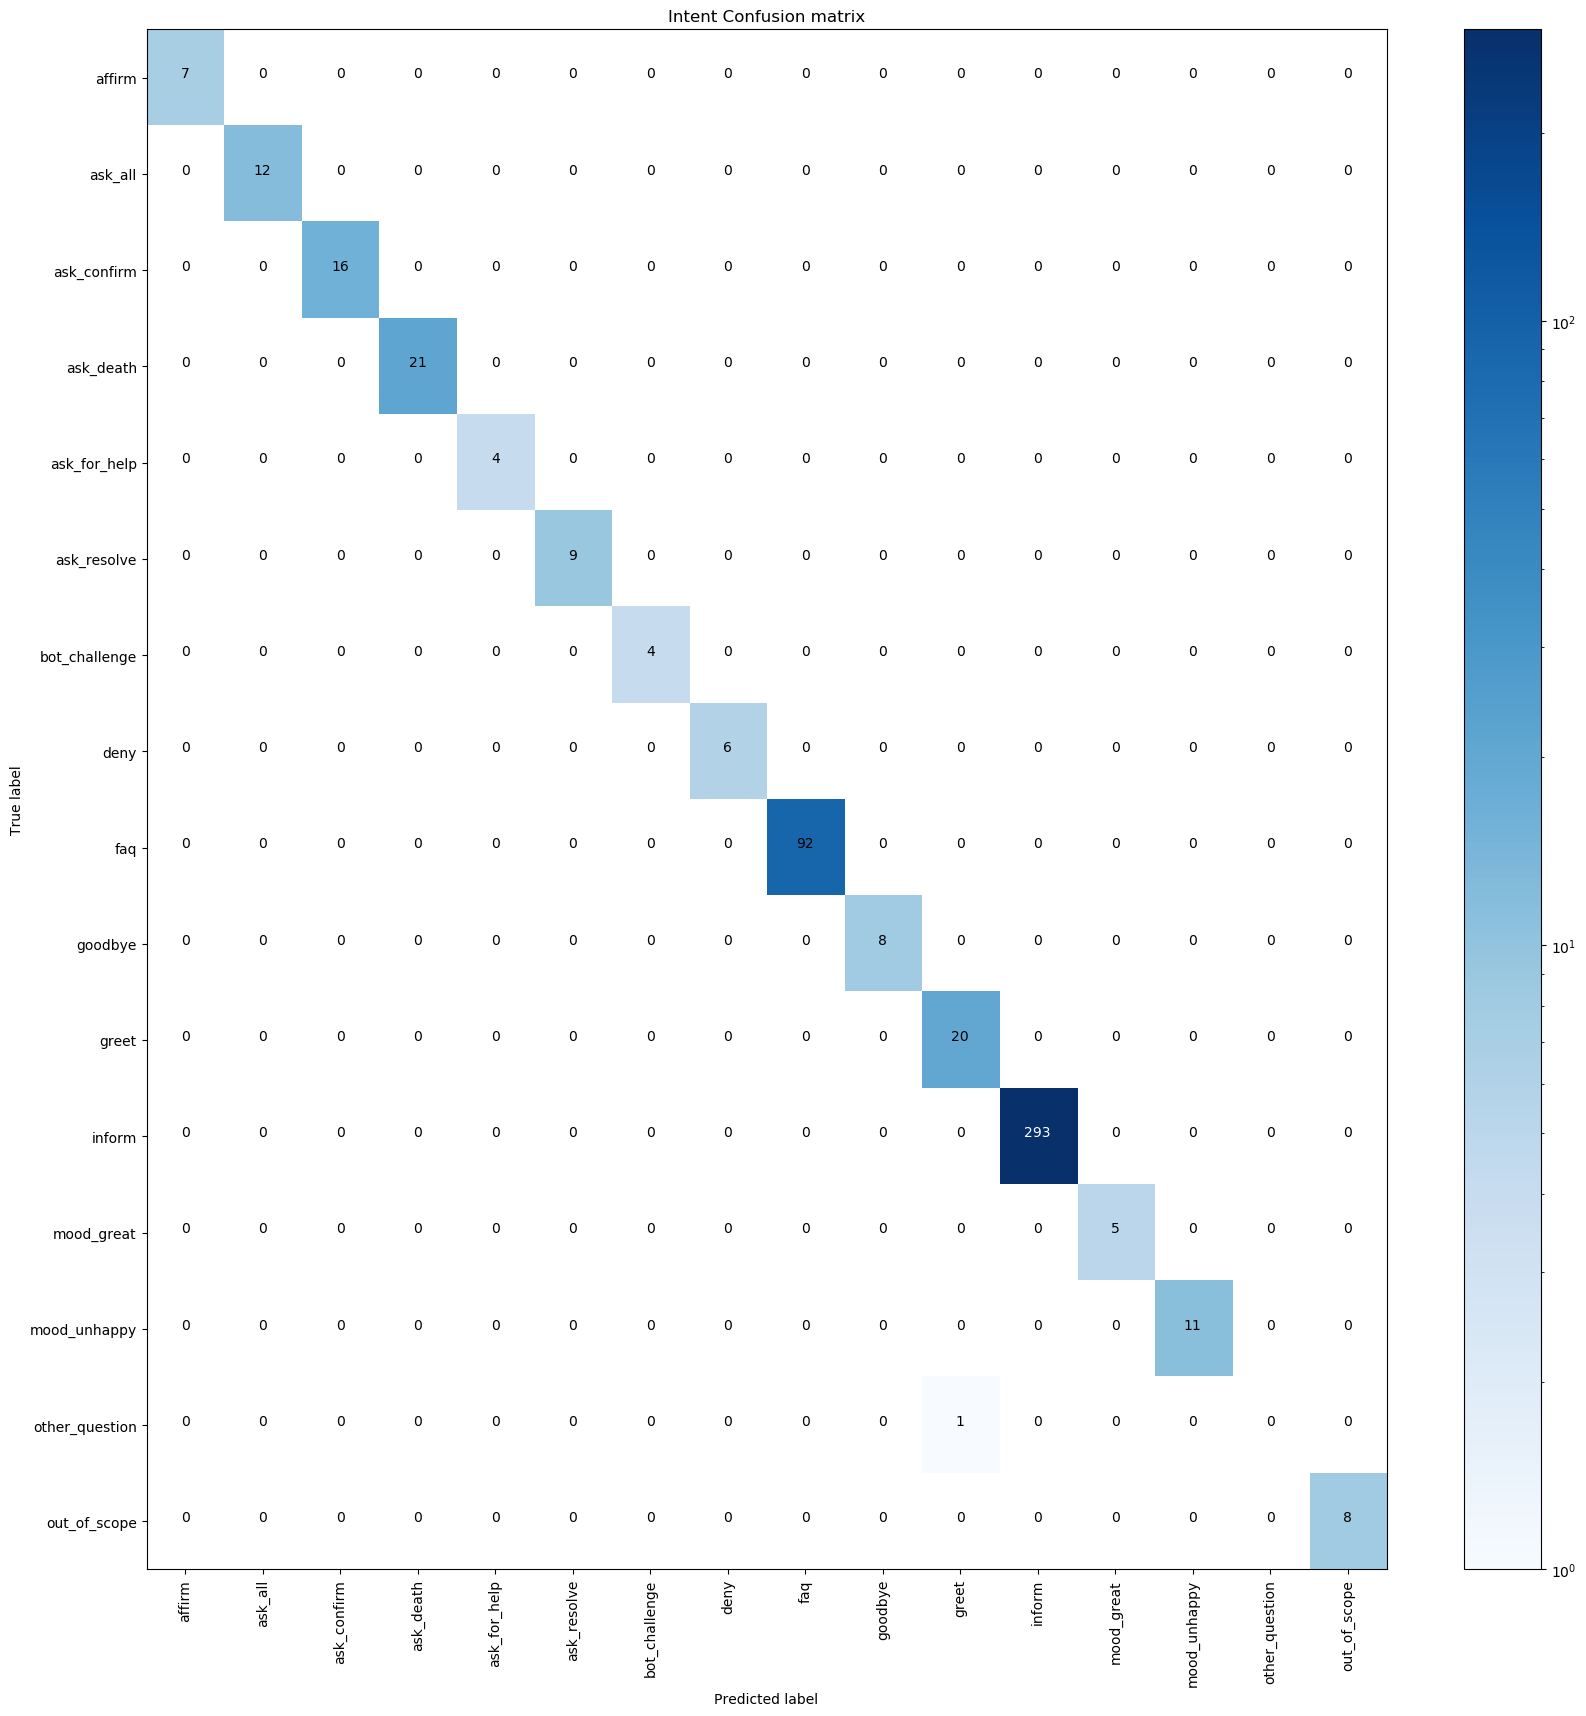 Intent Confusion matrix
affirm 7 0 0 0 0 0 0 0 0 0 0 0 0 0 0 0
ask_all 0 12 0 0 0 0 0 0 0 0 0 0 0 0 0 0
ask_confirm 0 0 16 0 0 0 0 0 0 0 0 0 0 0 0 0
ask_death 0 0 0 21 0 0 0 0 0 0 0 0 0 0 0 0
ask_for_help 0 0 0 0 4 0 0 0 0 0 0 0 0 0 0 0
ask_resolve 0 0 0 0 0 9 0 0 0 0 0 0 0 0 0 0
bot_challenge 0 0 0 0 0 0 4 0 0 0 0 0 0 0 0 0
deny 0 0 0 0 0 0 0 6 0 0 0 0 0 0 0 0
faq 0 0 0 0 0 0 0 0 92 0 0 0 0 0 0 0
goodbye 0 0 0 0 0 0 0 0 0 8 0 0 0 0 0 0
greet 0 0 0 0 0 0 0 0 0 0 20 0 0 0 0 0
inform 0 0 0 0 0 0 0 0 0 0 0 293 0 0 0 0
mood_great 0 0 0 0 0 0 0 0 0 0 0 0 5 0 0 0
mood_unhappy 0 0 0 0 0 0 0 0 0 0 0 0 0 11 0 0
other_question 0 0 0 0 0 0 0 0 0 0 1 0 0 0 0 0
out_of_scope 0 0 0 0 0 0 0 0 0 0 0 0 0 0 0 8
True label
affirm
ask_all
ask_confirm
ask_death
ask_for_help
ask_resolve
bot_challenge
deny
faq
goodbye
greet
inform
mood_great
mood_unhappy
other_question
out_of_scope
Predicted label
10²
10¹
10⁰